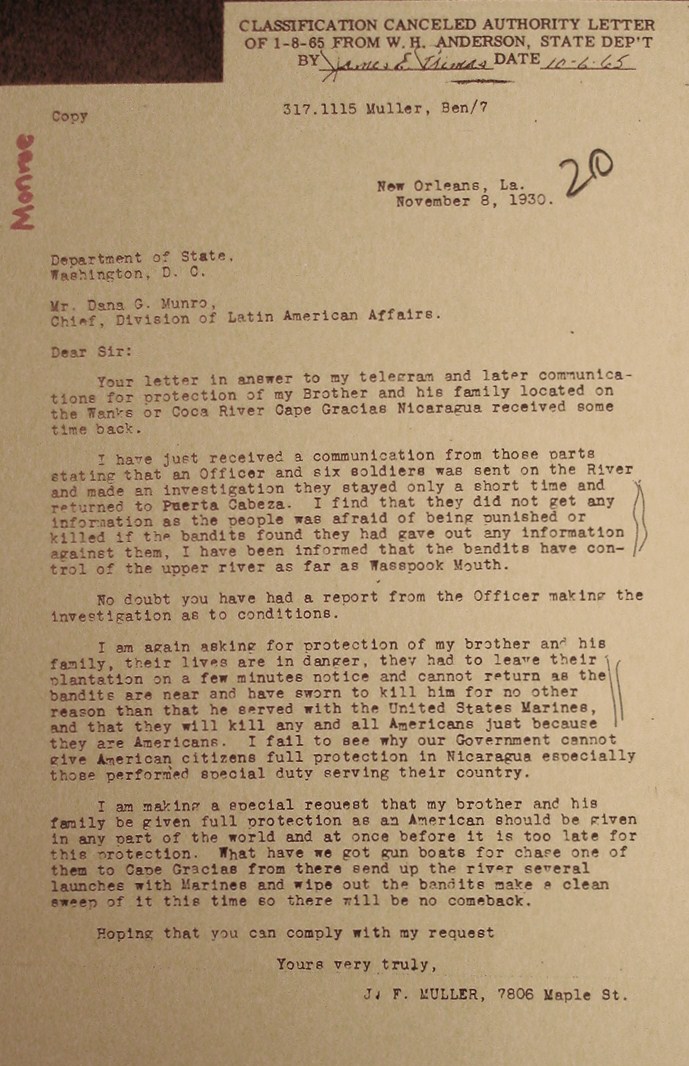 CLASSIFICATION CANCELED AUTHORITY LETTER
OF 1-8-65 FROM W. H. ANDERSON, STATE DEP'T
BY James E. Thomas DATE 10-6-65
Copy
317.1115 Muller, Ben/7
Monroe
20
New Orleans, La.
November 8, 1930.
Department of State,
Washington, D. C.
Mr. Dana G. Munro,
Chief, Division of Latin American Affairs.
Dear Sir:
Your letter in answer to my telegram and later communica-
tions for protection of my Brother and his family located on
the Wanks or Coca River Cape Gracias Nicaragua received some
time back.
I have just received a communication from those parts
stating that an Officer and six soldiers was sent on the River
and made an investigation they stayed only a short time and
returned to Puerta Cabeza. I find that they did not get any
information as the people was afraid of being punished or
killed if the bandits found they had gave out any information
against them, I have been informed that the bandits have con-
trol of the upper river as far as Wasspook Mouth.
No doubt you have had a report from the Officer making the
investigation as to conditions.
I am again asking for protection of my brother and his
family, their lives are in danger, they had to leave their
plantation on a few minutes notice and cannot return as the
bandits are near and have sworn to kill him for no other
reason than that he served with the United States Marines,
and that they will kill any and all Americans just because
they are Americans. I fail to see why our Government cannot
give American citizens full protection in Nicaragua especially
those performed special duty serving their country.
I am making a special request that my brother and his
family be given full protection as an American should be given
in any part of the world and at once before it is too late for
this protection. What have we got gun boats for chase one of
them to Cape Gracias from there send up the river several
launches with Marines and wipe out the bandits make a clean
sweep of it this time so there will be no comeback.
Hoping that you can comply with my request
Yours very truly,
J. F. MULLER, 7806 Maple St.